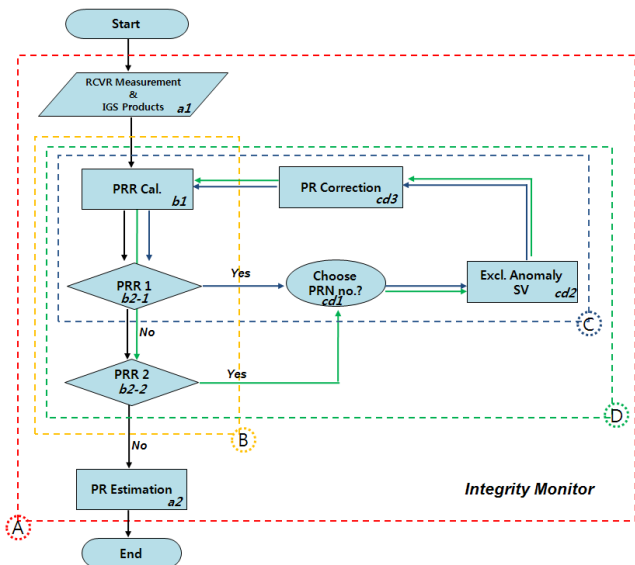 Start
RCVR Measurement
&
IGS Products
a1
PRR Cal.
b1
PR Correction
cd3
PRR 1
b2-1
Yes
Choose
PRN no.?
cd1
Excl. Anomaly
SV
cd2
No
C
PRR 2
b2-2
Yes
D
No
B
PR Estimation
a2
Integrity Monitor
A
End